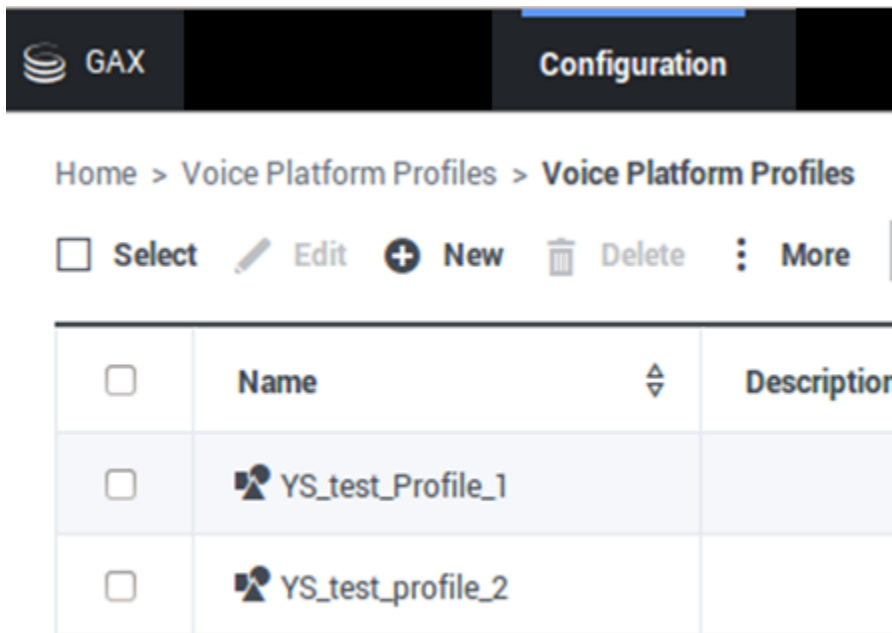 GAX Configuration
Home > Voice Platform Profiles > Voice Platform Profiles
Select Edit New Delete More
Name Description
YS_test_Profile_1
YS_test_profile_2